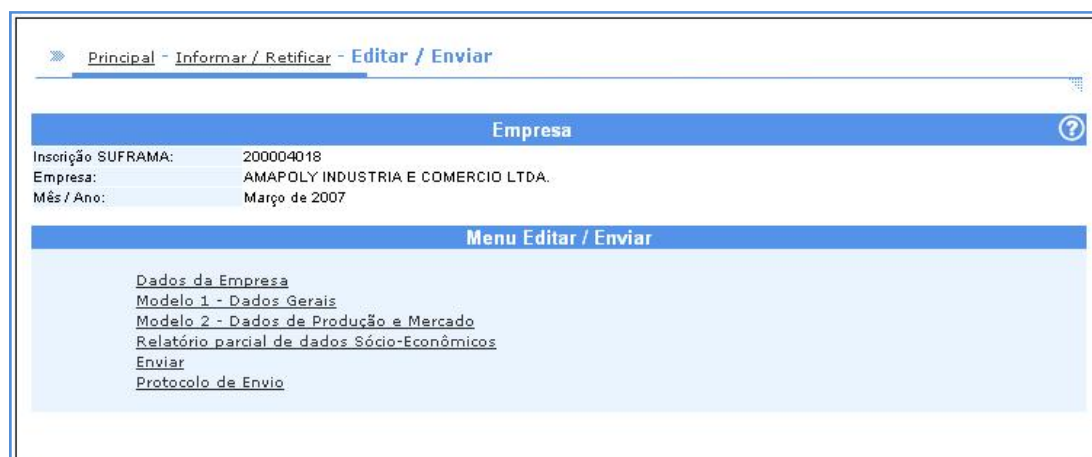 Principal - Informar / Retificar - Editar / Enviar
Empresa ?
Inscrição SUFRAMA: 200004018
Empresa: AMAPOLY INDUSTRIA E COMERCIO LTDA.
Mês / Ano: Março de 2007
Menu Editar / Enviar
Dados da Empresa
Modelo 1 - Dados Gerais
Modelo 2 - Dados de Produção e Mercado
Relatório parcial de dados Sócio-Econômicos
Enviar
Protocolo de Envio